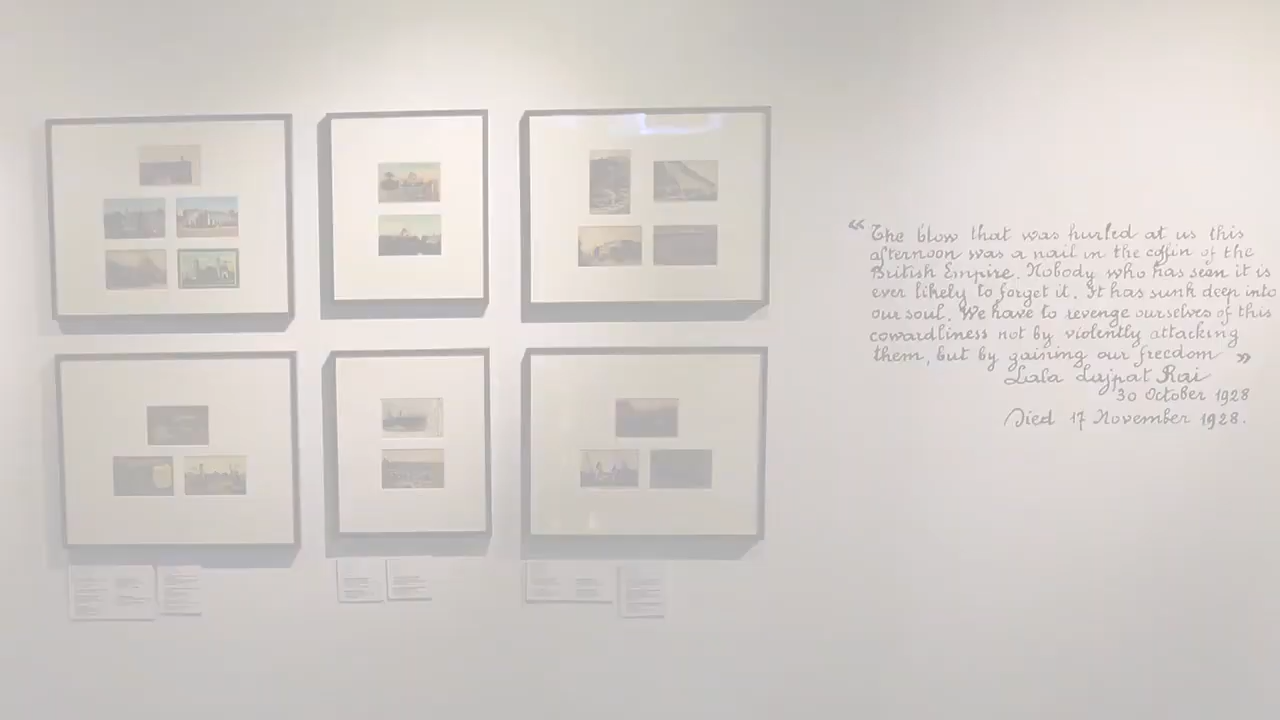 “ The blow that was hurled at us this
afternoon was a nail in the coffin of the
British Empire. Nobody who has seen it is
ever likely to forget it. It has sunk deep into
our soul. We have to revenge ourselves of this
cowardliness not by violently attacking
them, but by gaining our freedom ”
Lala Lajpat Rai
30 October 1928
Died 17 November 1928.